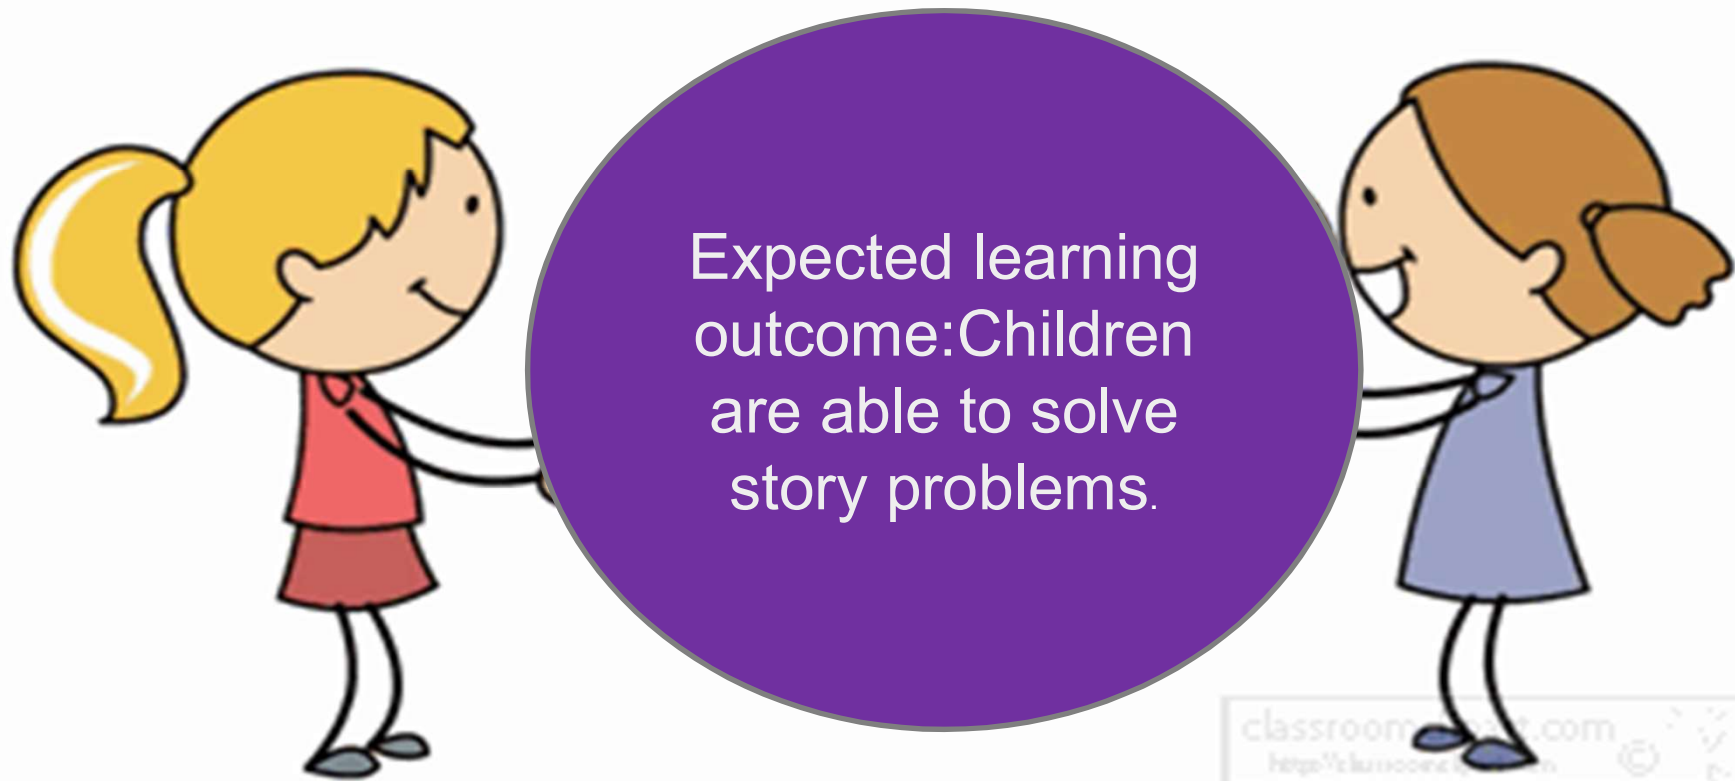 Expected learning
outcome:Children
are able to solve
story problems.